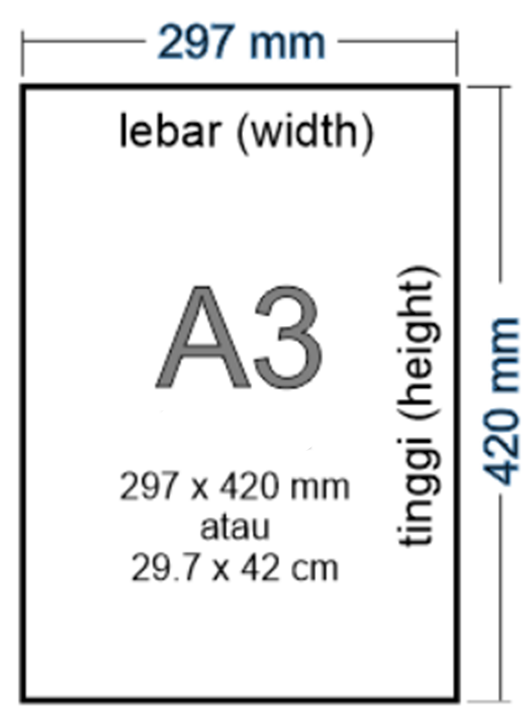 297 mm
lebar (width)
A3
tinggi (height)
420 mm
297 x 420 mm
atau
29.7 x 42 cm